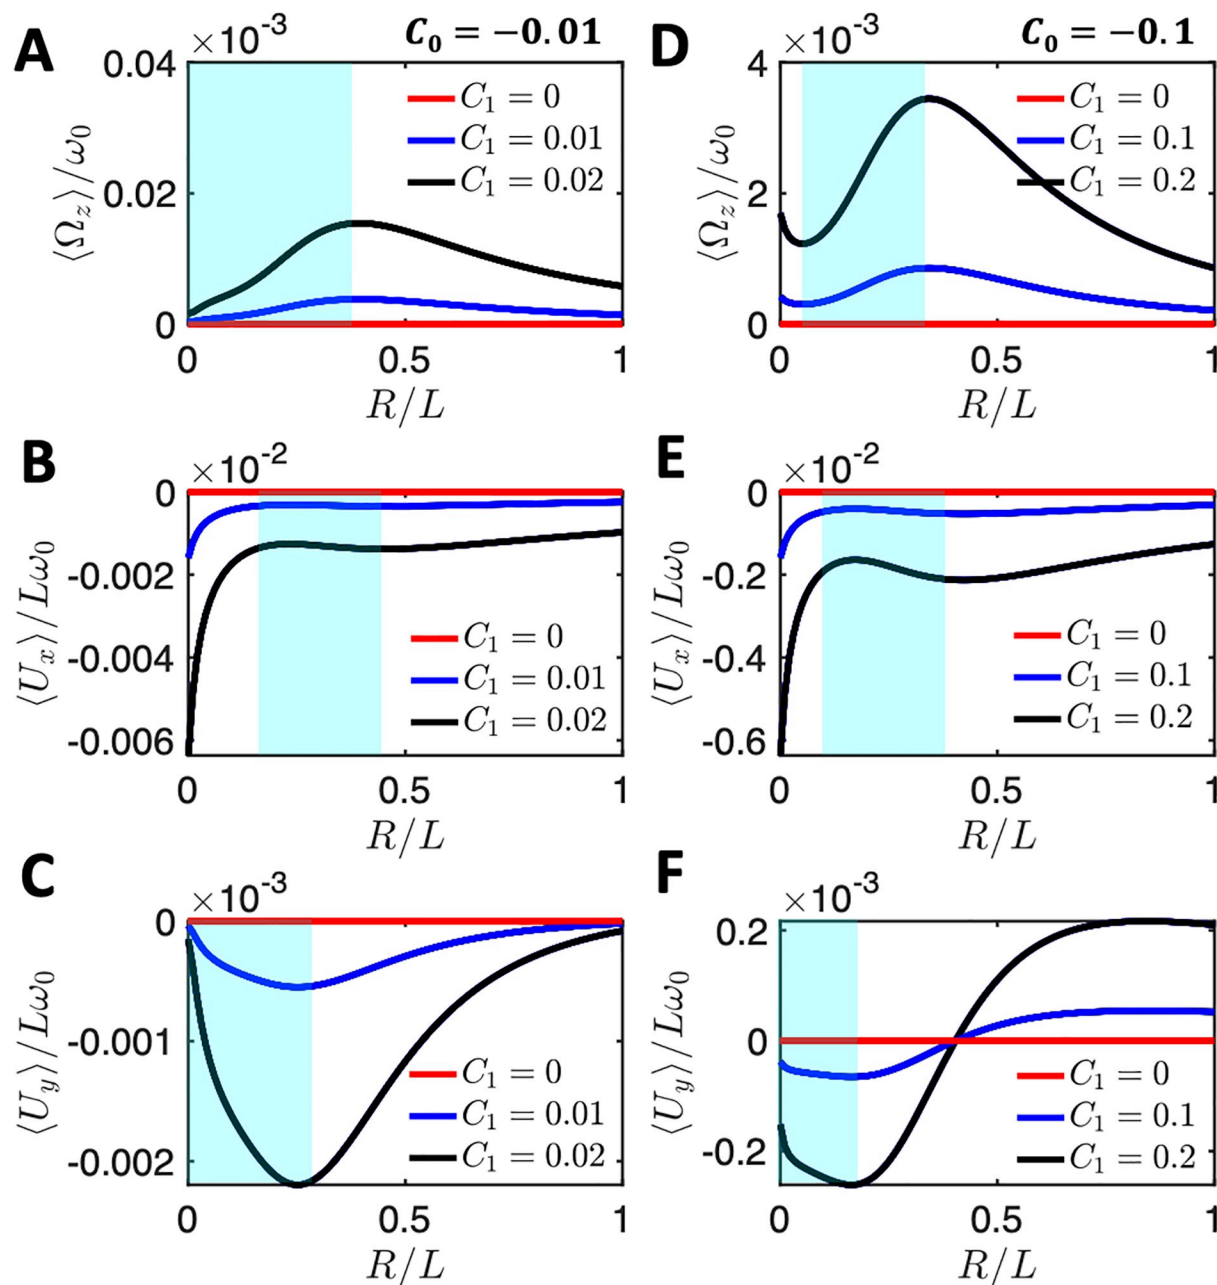 A
×10⁻³
C₀ = −0.01
0.04
0.02
0
⟨Ω_z⟩/ω₀
C₁ = 0
C₁ = 0.01
C₁ = 0.02
0
0.5
1
R/L
D
×10⁻³
C₀ = −0.1
4
2
0
⟨Ω_z⟩/ω₀
C₁ = 0
C₁ = 0.1
C₁ = 0.2
0
0.5
1
R/L
B
×10⁻²
0
-0.002
-0.004
-0.006
⟨U_x⟩/Lω₀
C₁ = 0
C₁ = 0.01
C₁ = 0.02
0
0.5
1
R/L
E
×10⁻²
0
-0.2
-0.4
-0.6
⟨U_x⟩/Lω₀
C₁ = 0
C₁ = 0.1
C₁ = 0.2
0
0.5
1
R/L
C
×10⁻³
0
-0.001
-0.002
⟨U_y⟩/Lω₀
C₁ = 0
C₁ = 0.01
C₁ = 0.02
0
0.5
1
R/L
F
×10⁻³
0.2
0
-0.2
⟨U_y⟩/Lω₀
C₁ = 0
C₁ = 0.1
C₁ = 0.2
0
0.5
1
R/L